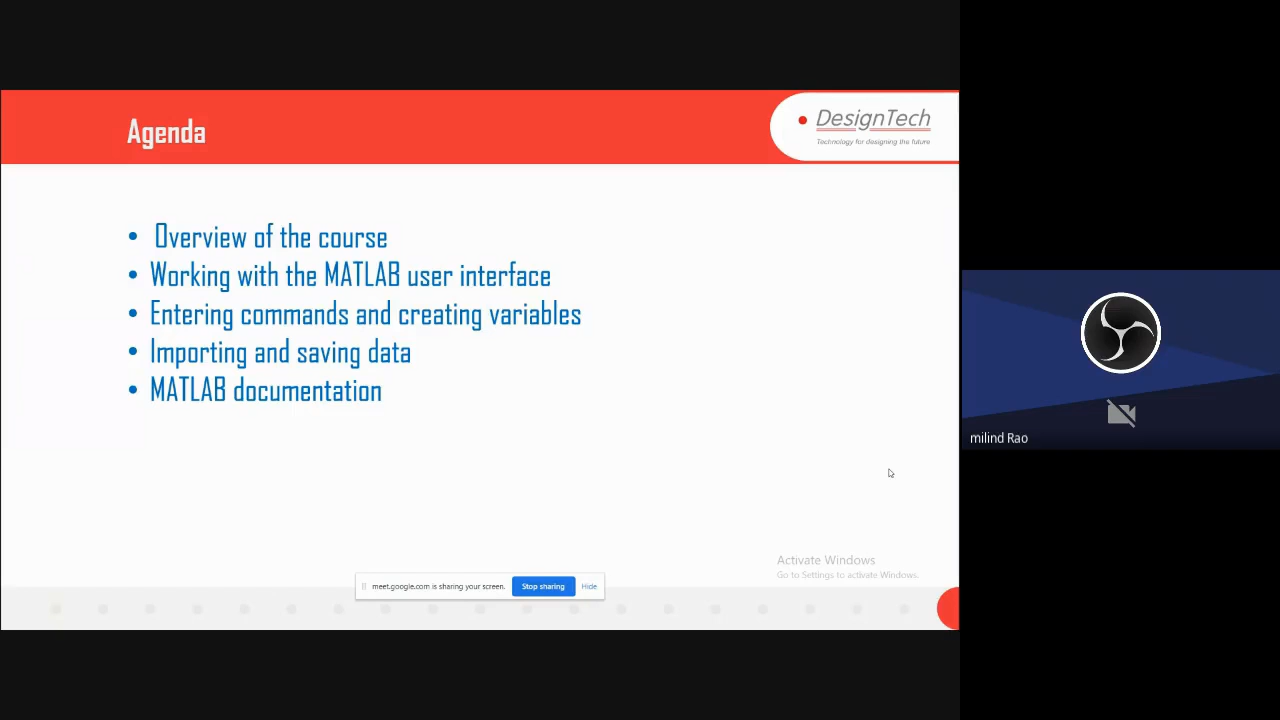 Agenda
DesignTech
Technology for designing the future
• Overview of the course
• Working with the MATLAB user interface
• Entering commands and creating variables
• Importing and saving data
• MATLAB documentation
milind Rao
Activate Windows
Go to Settings to activate Windows.
meet.google.com is sharing your screen. Stop sharing Hide